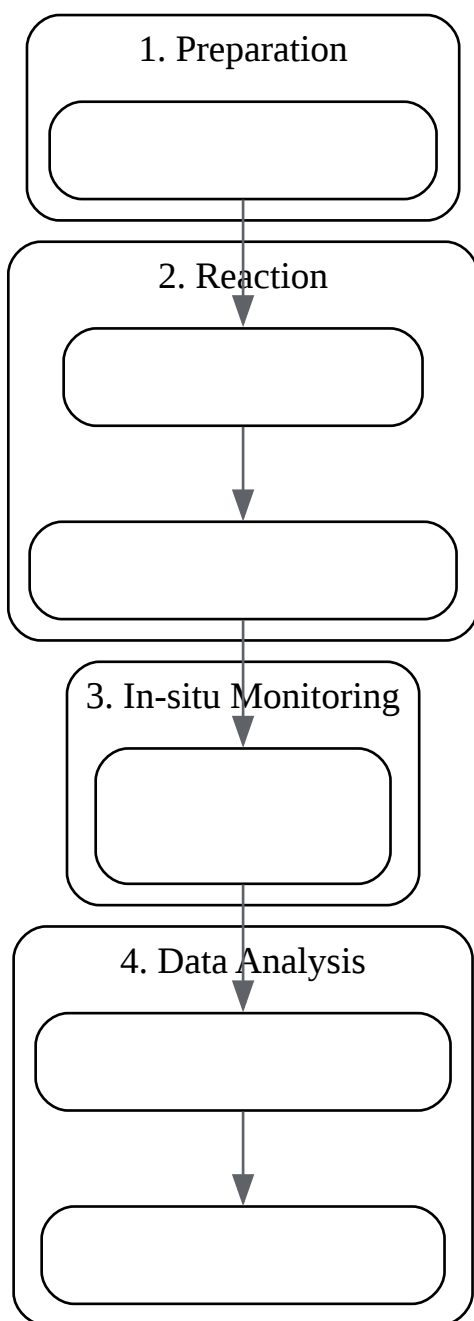 1. Preparation
2. Reaction
3. In-situ Monitoring
4. Data Analysis